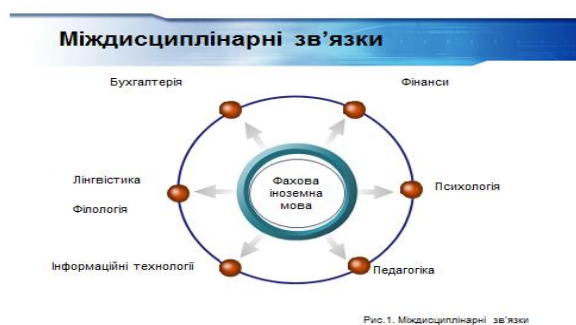 Міждисциплінарні зв’язки
Бухгалтерія
Фінанси
Лінгвістика
Філологія
Фахова
іноземна
мова
Психологія
Інформаційні технології
Педагогіка
Рис.1. Міждисциплінарні зв’язки